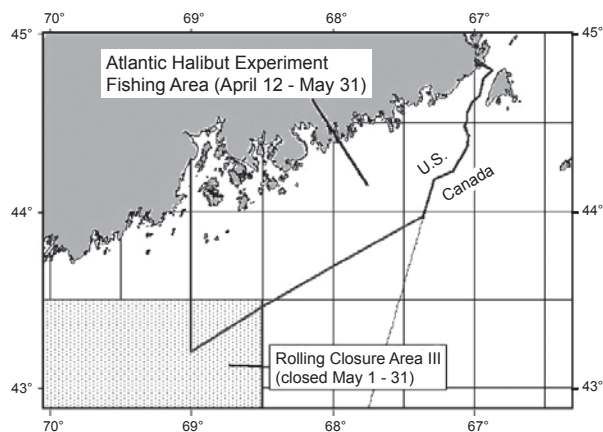 70° 69° 68° 67°
45° 45°
Atlantic Halibut Experiment
Fishing Area (April 12 - May 31)
U.S.
Canada
44° 44°
Rolling Closure Area III
(closed May 1 - 31)
43° 43°
70° 69° 68° 67°